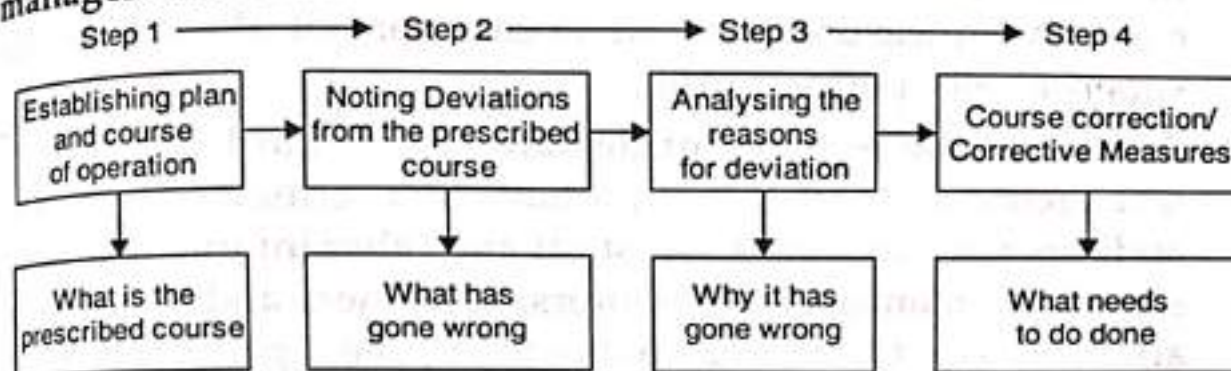 Step 1 Step 2 Step 3 Step 4
Establishing plan
and course
of operation
Noting Deviations
from the prescribed
course
Analysing the
reasons
for deviation
Course correction/
Corrective Measures
What is the
prescribed course
What has
gone wrong
Why it has
gone wrong
What needs
to do done